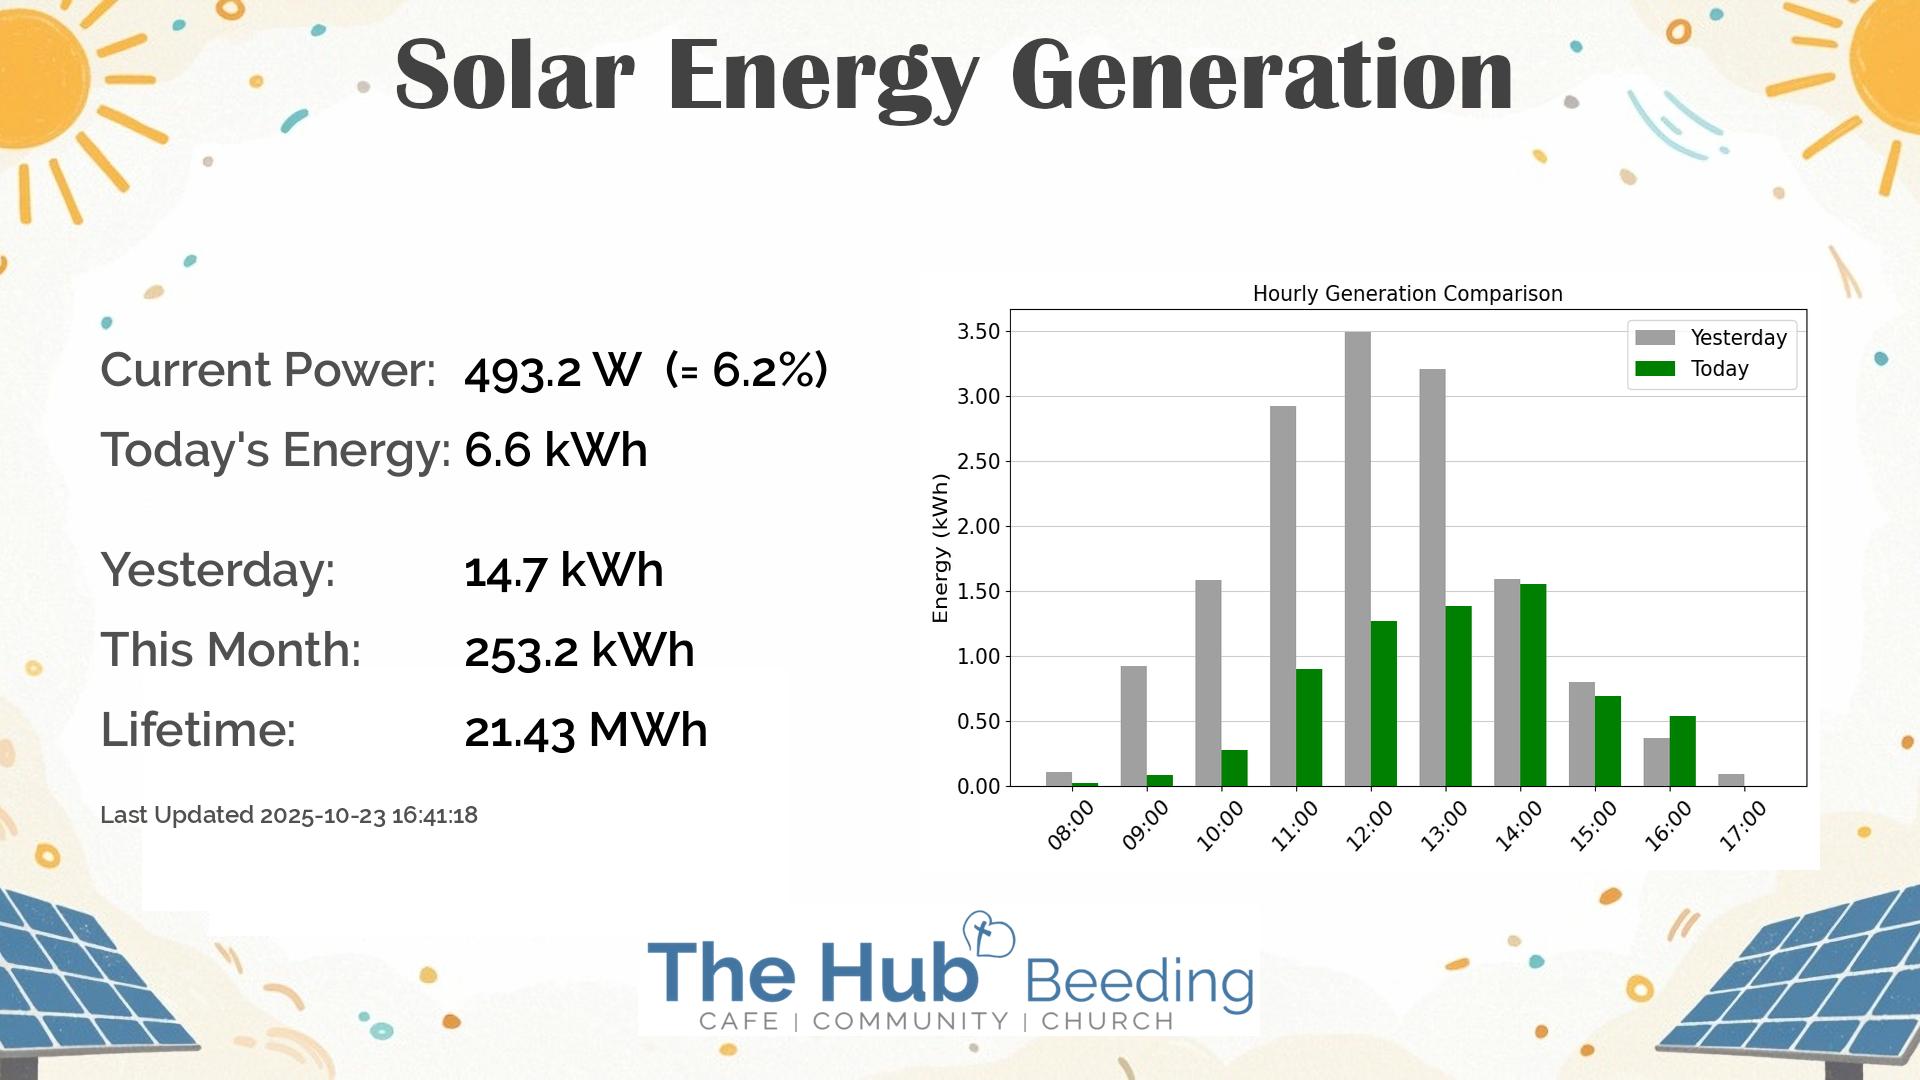 Solar Energy Generation
Current Power: 493.2 W (= 6.2%)
Today's Energy: 6.6 kWh
Yesterday: 14.7 kWh
This Month: 253.2 kWh
Lifetime: 21.43 MWh
Last Updated 2025-10-23 16:41:18
Hourly Generation Comparison
Yesterday
Today
Energy (kWh)
3.50
3.00
2.50
2.00
1.50
1.00
0.50
0.00
08:00 09:00 10:00 11:00 12:00 13:00 14:00 15:00 16:00 17:00
The Hub Beeding
CAFE | COMMUNITY | CHURCH